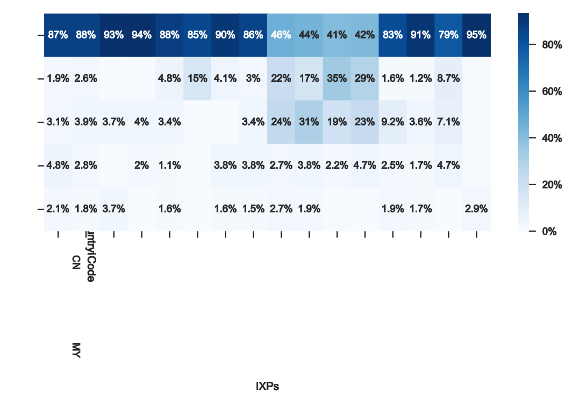 87% 88% 93% 94% 88% 85% 90% 86% 46% 44% 41% 42% 83% 91% 79% 95%
1.9% 2.6% 4.8% 15% 4.1% 3% 22% 17% 35% 29% 1.6% 1.2% 8.7%
3.1% 3.9% 3.7% 4% 3.4% 3.4% 24% 31% 19% 23% 9.2% 3.6% 7.1%
4.8% 2.8% 2% 1.1% 3.8% 3.8% 2.7% 3.8% 2.2% 4.7% 2.5% 1.7% 4.7%
2.1% 1.8% 3.7% 1.6% 1.6% 1.5% 2.7% 1.9% 1.9% 1.7% 2.9%
80%
60%
40%
20%
0%
CN
MY
IXPs